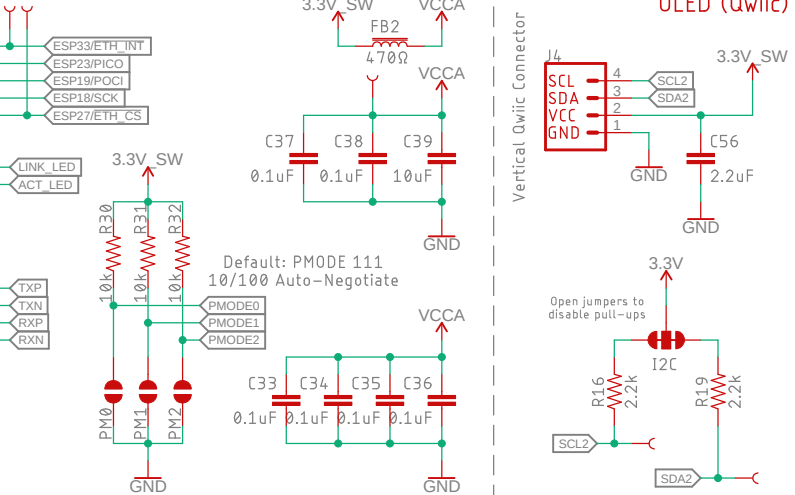 3.3V_SW
VCCA
OLED (Qwiic)
FB2
470Ω
ESP33/ETH_INT
ESP23/PICO
ESP19/POCI
ESP18/SCK
ESP27/ETH_CS
VCCA
C37
C38
C39
0.1uF
0.1uF
10uF
GND
Vertical Qwiic Connector
J4
SCL
SDA
VCC
GND
4
3
2
1
SCL2
SDA2
3.3V_SW
GND
C56
2.2uF
GND
LINK_LED
ACT_LED
3.3V_SW
R30
R31
R32
10k
10k
10k
Default: PMODE 111
10/100 Auto-Negotiate
TXP
TXN
RXP
RXN
PMODE0
PMODE1
PMODE2
PM0
PM1
PM2
GND
VCCA
C33
C34
C35
C36
0.1uF
0.1uF
0.1uF
0.1uF
GND
3.3V
Open jumpers to
disable pull-ups
I2C
R16
2.2k
R19
2.2k
SCL2
SDA2